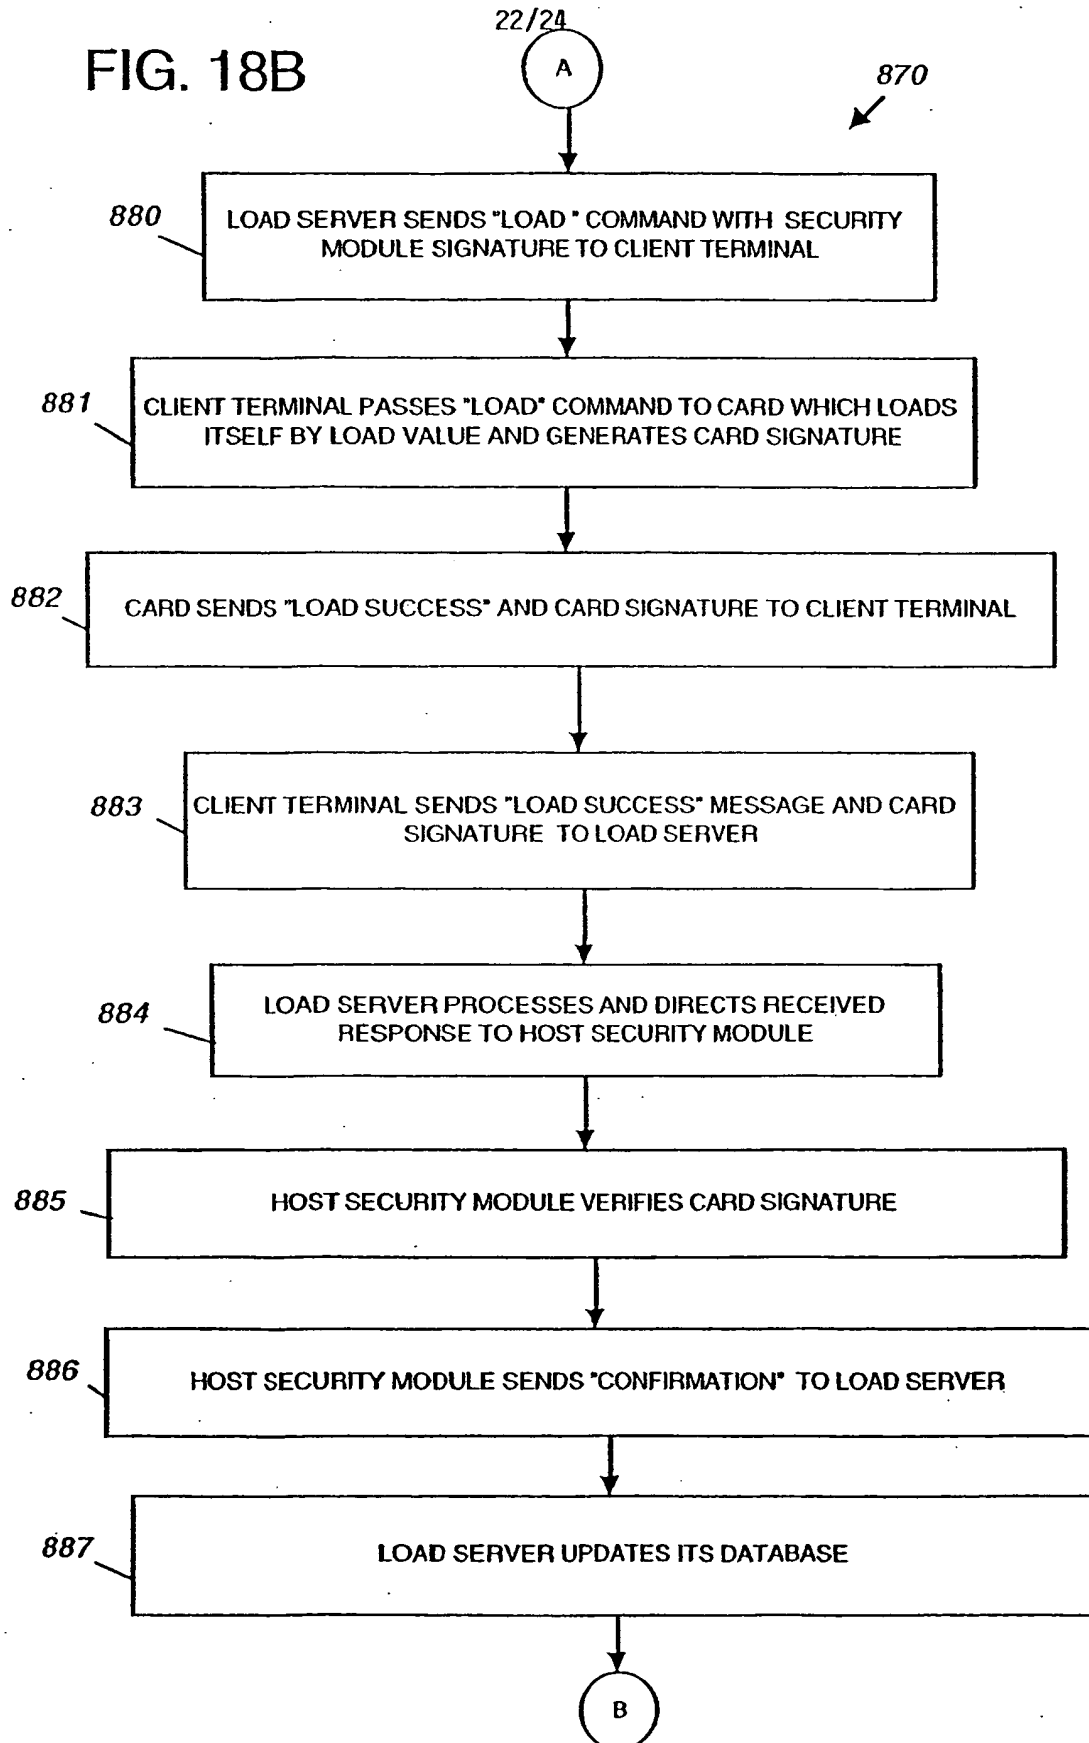 22/24
FIG. 18B
A
870
880
LOAD SERVER SENDS "LOAD " COMMAND WITH SECURITY
MODULE SIGNATURE TO CLIENT TERMINAL
881
CLIENT TERMINAL PASSES "LOAD" COMMAND TO CARD WHICH LOADS
ITSELF BY LOAD VALUE AND GENERATES CARD SIGNATURE
882
CARD SENDS "LOAD SUCCESS" AND CARD SIGNATURE TO CLIENT TERMINAL
883
CLIENT TERMINAL SENDS "LOAD SUCCESS" MESSAGE AND CARD
SIGNATURE TO LOAD SERVER
884
LOAD SERVER PROCESSES AND DIRECTS RECEIVED
RESPONSE TO HOST SECURITY MODULE
885
HOST SECURITY MODULE VERIFIES CARD SIGNATURE
886
HOST SECURITY MODULE SENDS "CONFIRMATION" TO LOAD SERVER
887
LOAD SERVER UPDATES ITS DATABASE
B